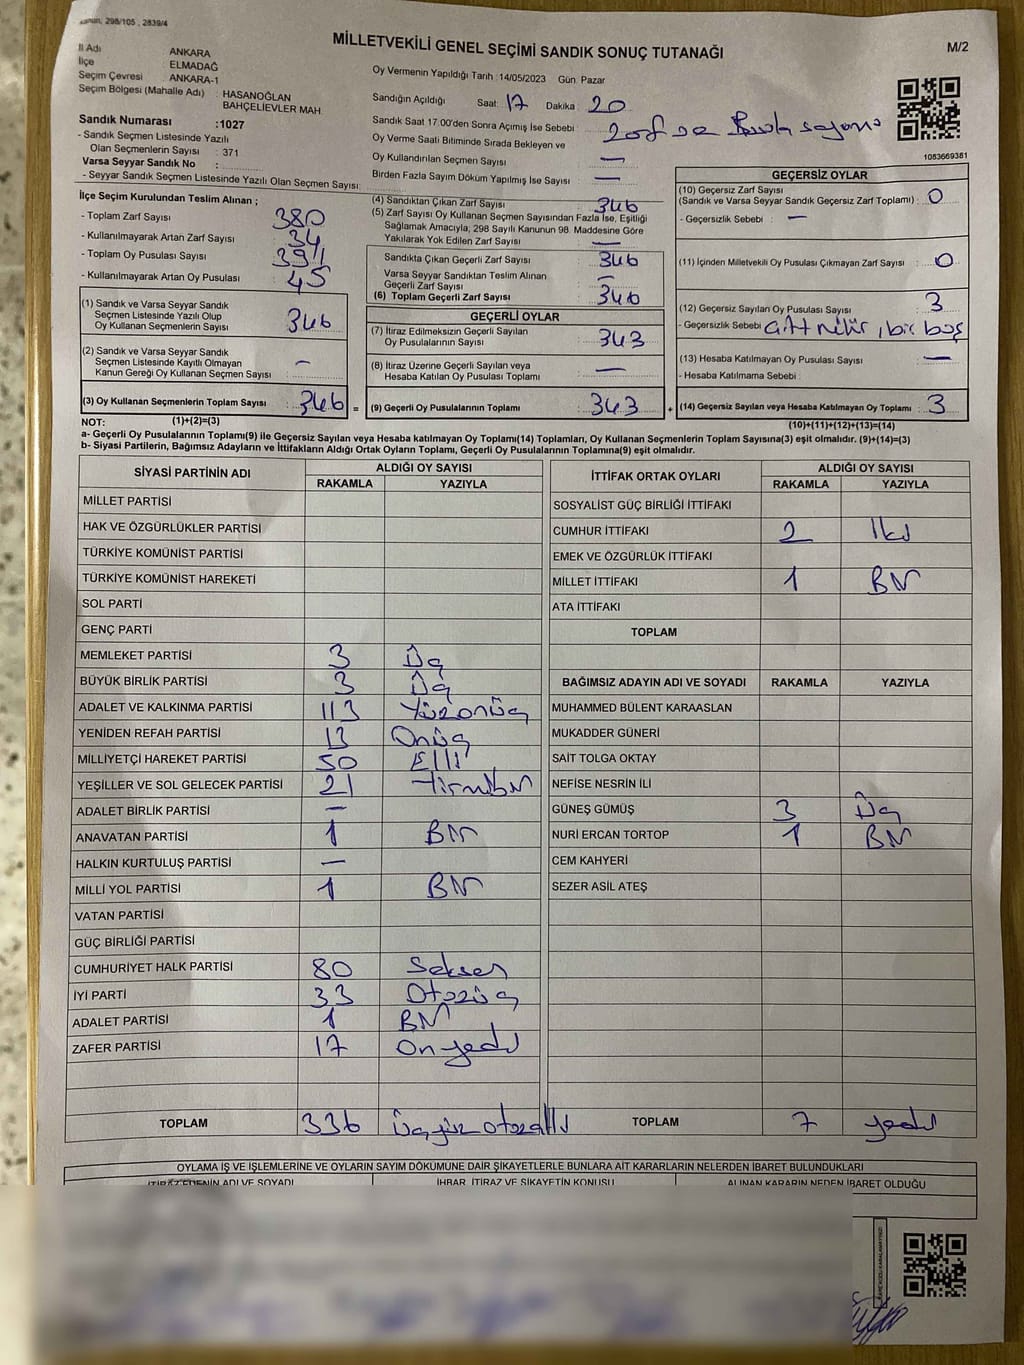 Kanun: 298/105 , 2839/4
MİLLETVEKİLİ GENEL SEÇİMİ SANDIK SONUÇ TUTANAĞI
M/2
İl Adı ANKARA
İlçe ELMADAĞ
Seçim Çevresi ANKARA-1
Seçim Bölgesi (Mahalle Adı) : HASANOĞLAN
BAHÇELİEVLER MAH
Sandık Numarası :1027
- Sandık Seçmen Listesinde Yazılı
Olan Seçmenlerin Sayısı : 371
Varsa Seyyar Sandık No :
- Seyyar Sandık Seçmen Listesinde Yazılı Olan Seçmen Sayısı:
Oy Vermenin Yapıldığı Tarih :14/05/2023 Gün: Pazar
Sandığın Açıldığı Saat: 17 Dakika : 20
Sandık Saat 17:00'den Sonra Açımış İse Sebebi : Zarf ve sayımı
Oy Verme Saati Bitiminde Sırada Bekleyen ve
Oy Kullandırılan Seçmen Sayısı : —
Birden Fazla Sayım Döküm Yapılmış İse Sayısı : —
1083669381
İlçe Seçim Kurulundan Teslim Alınan ;
- Toplam Zarf Sayısı : 380
- Kullanılmayarak Artan Zarf Sayısı : 34
- Toplam Oy Pusulası Sayısı : 391
- Kullanılmayarak Artan Oy Pusulası : 45
(1) Sandık ve Varsa Seyyar Sandık
Seçmen Listesinde Yazılı Olup
Oy Kullanan Seçmenlerin Sayısı : 346
(2) Sandık ve Varsa Seyyar Sandık
Seçmen Listesinde Kayıtlı Olmayan
Kanun Gereği Oy Kullanan Seçmen Sayısı : —
(3) Oy Kullanan Seçmenlerin Toplam Sayısı : 346 =
(1)+(2)=(3)
(4) Sandıktan Çıkan Zarf Sayısı : 346
(5) Zarf Sayısı Oy Kullanan Seçmen Sayısından Fazla İse, Eşitliği
Sağlamak Amacıyla, 298 Sayılı Kanunun 98. Maddesine Göre
Yakılarak Yok Edilen Zarf Sayısı : —
Sandıkta Çıkan Geçerli Zarf Sayısı : 346
Varsa Seyyar Sandıktan Teslim Alınan
Geçerli Zarf Sayısı : —
(6) Toplam Geçerli Zarf Sayısı : 346
GEÇERLİ OYLAR
(7) İtiraz Edilmeksizin Geçerli Sayılan
Oy Pusulalarının Sayısı : 343
(8) İtiraz Üzerine Geçerli Sayılan veya
Hesaba Katılan Oy Pusulası Toplamı : —
(9) Geçerli Oy Pusulalarının Toplamı : 343 +
GEÇERSİZ OYLAR
(10) Geçersiz Zarf Sayısı
(Sandık ve Varsa Seyyar Sandık Geçersiz Zarf Toplamı) : 0
- Geçersizlik Sebebi : —
(11) İçinden Milletvekili Oy Pusulası Çıkmayan Zarf Sayısı : 0
(12) Geçersiz Sayılan Oy Pusulası Sayısı : 3
- Geçersizlik Sebebi : bir boş
(13) Hesaba Katılmayan Oy Pusulası Sayısı : —
- Hesaba Katılmama Sebebi :
(14) Geçersiz Sayılan veya Hesaba Katılmayan Oy Toplamı : 3
(10)+(11)+(12)+(13)=(14)
NOT:
a- Geçerli Oy Pusulalarının Toplamı(9) ile Geçersiz Sayılan veya Hesaba katılmayan Oy Toplamı(14) Toplamları, Oy Kullanan Seçmenlerin Toplam Sayısına(3) eşit olmalıdır. (9)+(14)=(3)
b- Siyasi Partilerin, Bağımsız Adayların ve İttifakların Aldığı Ortak Oyların Toplamı, Geçerli Oy Pusulalarının Toplamına(9) eşit olmalıdır.
SİYASİ PARTİNİN ADI ALDIĞI OY SAYISI
RAKAMLA YAZIYLA
MİLLET PARTİSİ
HAK VE ÖZGÜRLÜKLER PARTİSİ
TÜRKİYE KOMÜNİST PARTİSİ
TÜRKİYE KOMÜNİST HAREKETİ
SOL PARTİ
GENÇ PARTİ
MEMLEKET PARTİSİ 3 Üç
BÜYÜK BİRLİK PARTİSİ 3 Üç
ADALET VE KALKINMA PARTİSİ 113 Yüzonüç
YENİDEN REFAH PARTİSİ 13 Onüç
MİLLİYETÇİ HAREKET PARTİSİ 50 Elli
YEŞİLLER VE SOL GELECEK PARTİSİ 21 Yirmibir
ADALET BİRLİK PARTİSİ —
ANAVATAN PARTİSİ 1 Bir
HALKIN KURTULUŞ PARTİSİ —
MİLLİ YOL PARTİSİ 1 Bir
VATAN PARTİSİ
GÜÇ BİRLİĞİ PARTİSİ
CUMHURİYET HALK PARTİSİ 80 Seksen
İYİ PARTİ 33 Otuzüç
ADALET PARTİSİ 1 Bir
ZAFER PARTİSİ 17 Onyedi
TOPLAM 336 Üçyüz otuzaltı
İTTİFAK ORTAK OYLARI ALDIĞI OY SAYISI
RAKAMLA YAZIYLA
SOSYALİST GÜÇ BİRLİĞİ İTTİFAKI
CUMHUR İTTİFAKI 2 İki
EMEK VE ÖZGÜRLÜK İTTİFAKI
MİLLET İTTİFAKI 1 Bir
ATA İTTİFAKI
TOPLAM
BAĞIMSIZ ADAYIN ADI VE SOYADI RAKAMLA YAZIYLA
MUHAMMED BÜLENT KARAASLAN
MUKADDER GÜNERİ
SAİT TOLGA OKTAY
NEFİSE NESRİN İLİ
GÜNEŞ GÜMÜŞ 3 Üç
NURİ ERCAN TORTOP 1 Bir
CEM KAHYERİ
SEZER ASİL ATEŞ
TOPLAM 7 yedi
OYLAMA İŞ VE İŞLEMLERİNE VE OYLARIN SAYIM DÖKÜMÜNE DAİR ŞİKAYETLERLE BUNLARA AİT KARARLARIN NELERDEN İBARET BULUNDUKLARI
İTİRAZ EDENİN ADI VE SOYADI İHBAR, İTİRAZ VE ŞİKAYETİN KONUSU ALINAN KARARIN NEDEN İBARET OLDUĞU